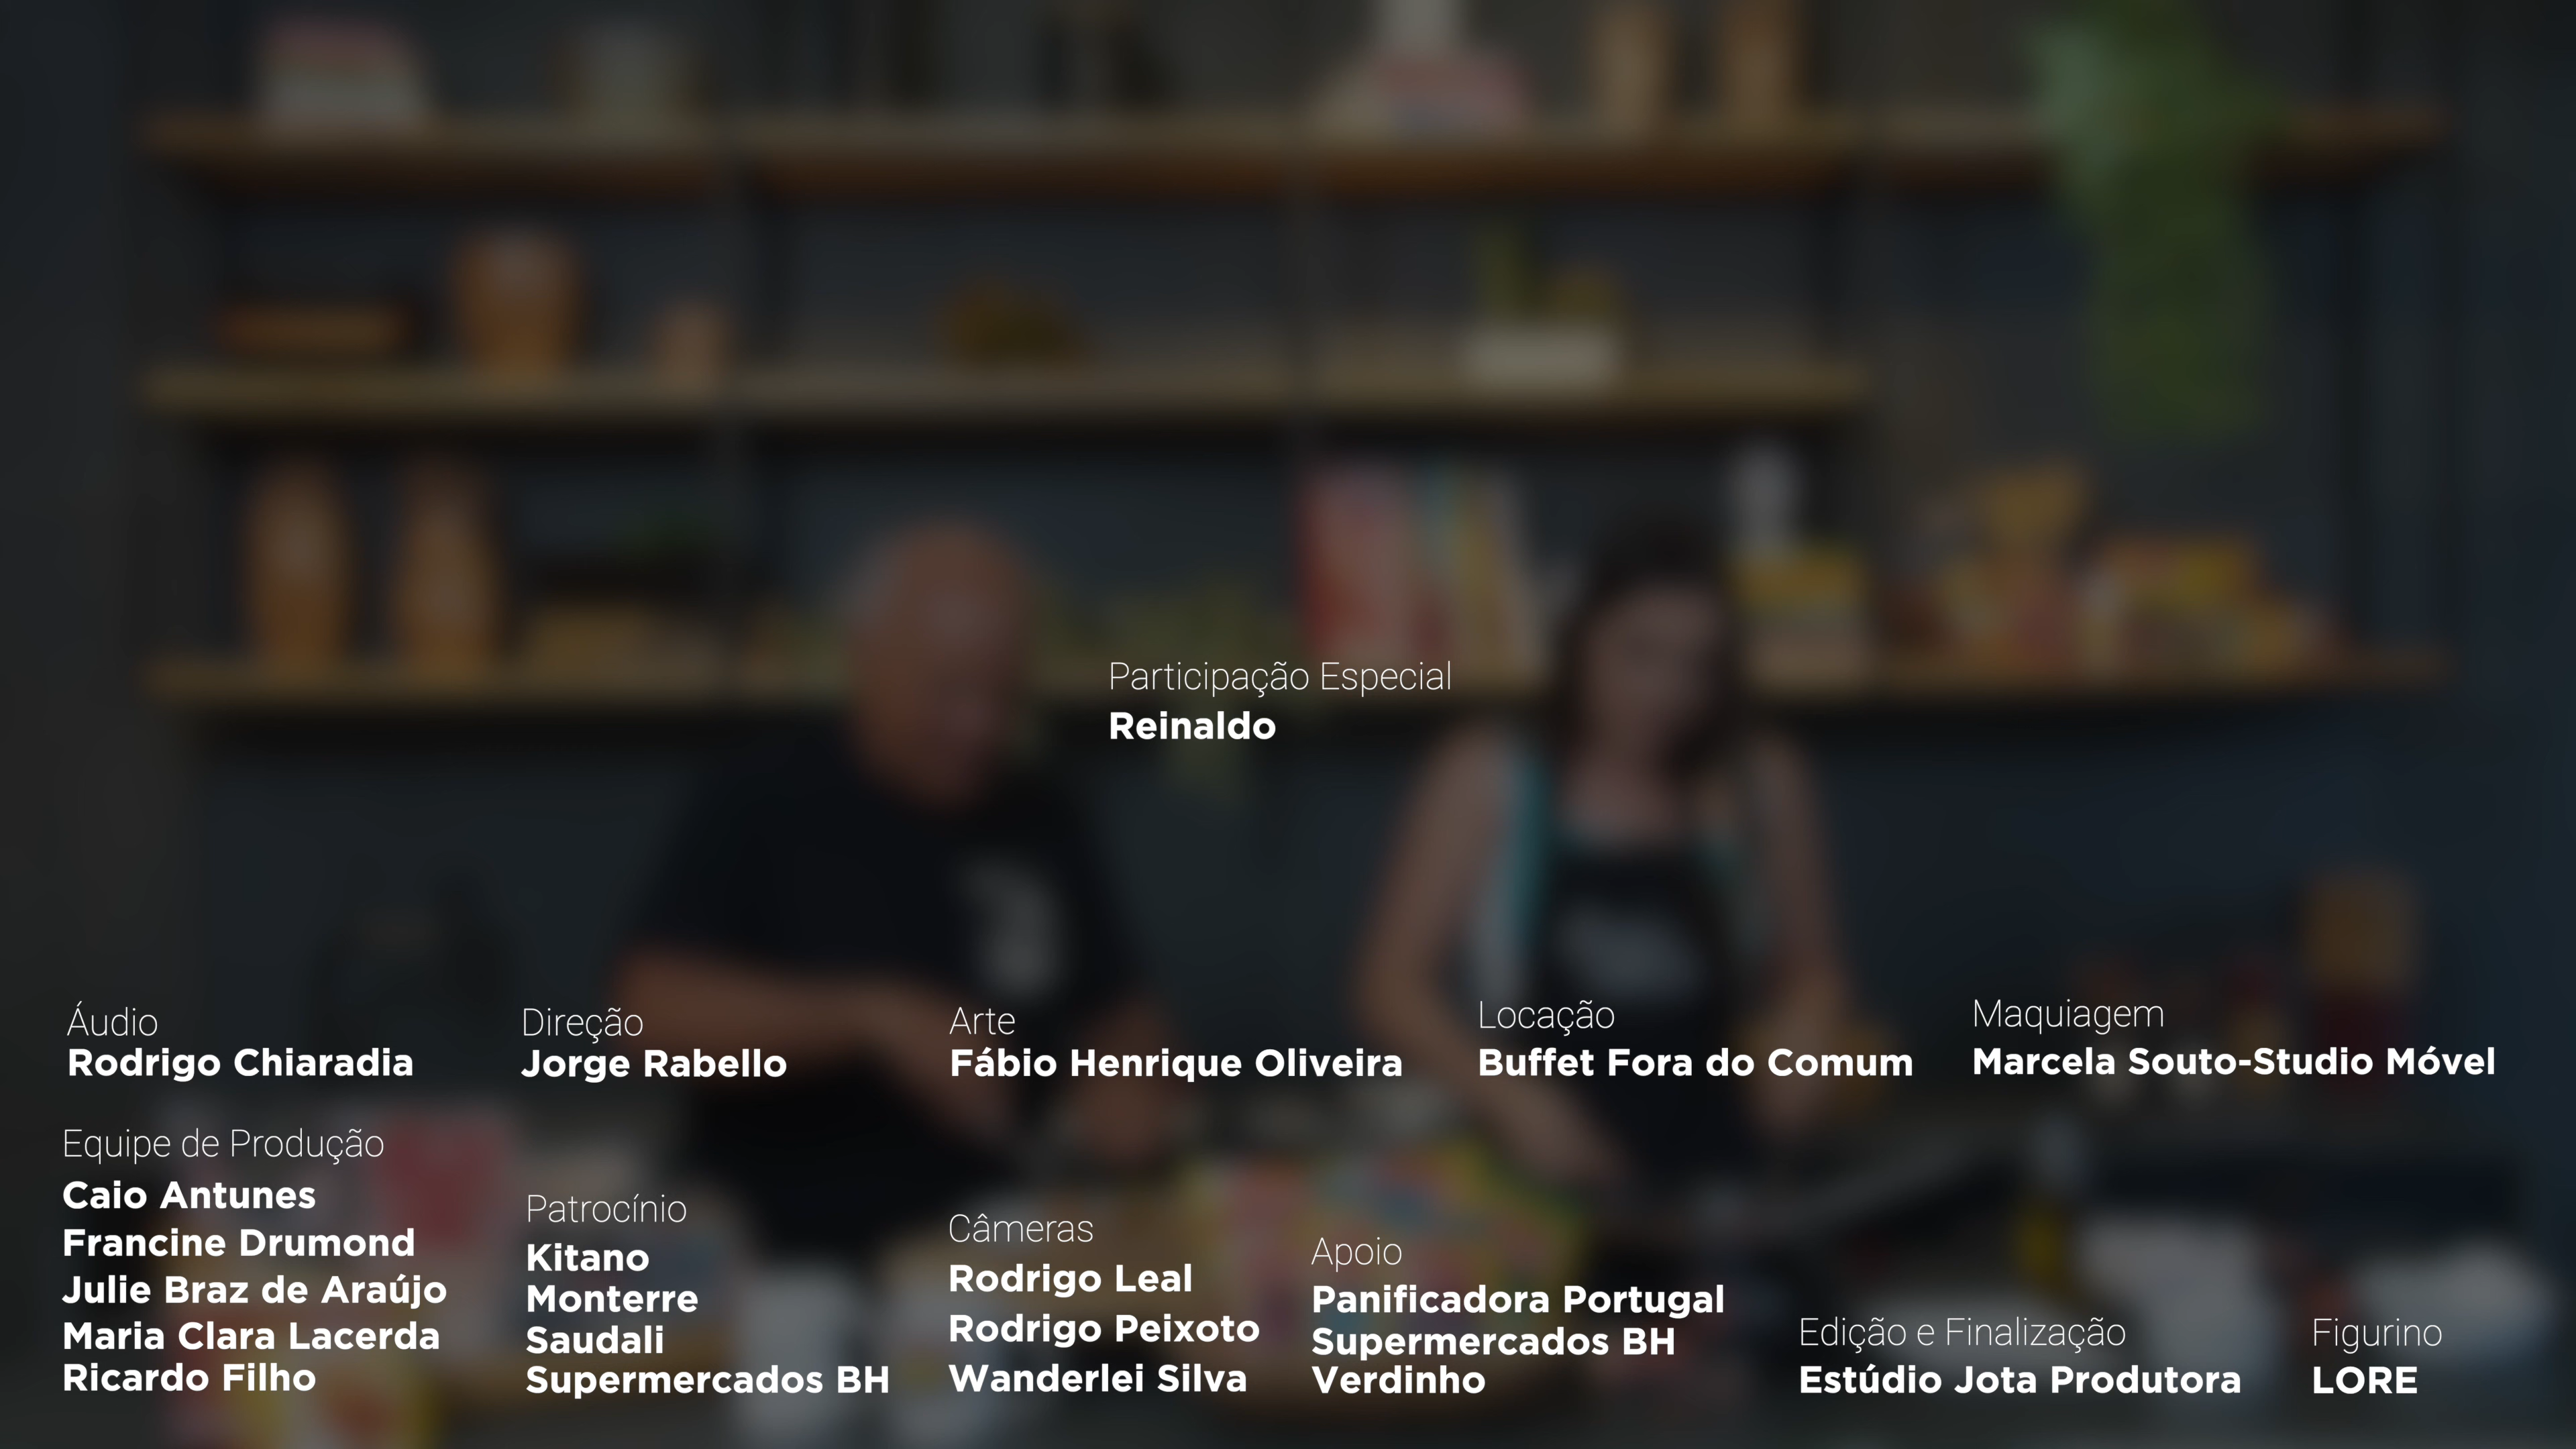 Participação Especial
Reinaldo
Áudio
Rodrigo Chiaradia
Direção
Jorge Rabello
Arte
Fábio Henrique Oliveira
Locação
Buffet Fora do Comum
Maquiagem
Marcela Souto-Studio Móvel
Equipe de Produção
Caio Antunes
Francine Drumond
Julie Braz de Araújo
Maria Clara Lacerda
Ricardo Filho
Patrocínio
Kitano
Monterre
Saudali
Supermercados BH
Câmeras
Rodrigo Leal
Rodrigo Peixoto
Wanderlei Silva
Apoio
Panificadora Portugal
Supermercados BH
Verdinho
Edição e Finalização
Estúdio Jota Produtora
Figurino
LORE